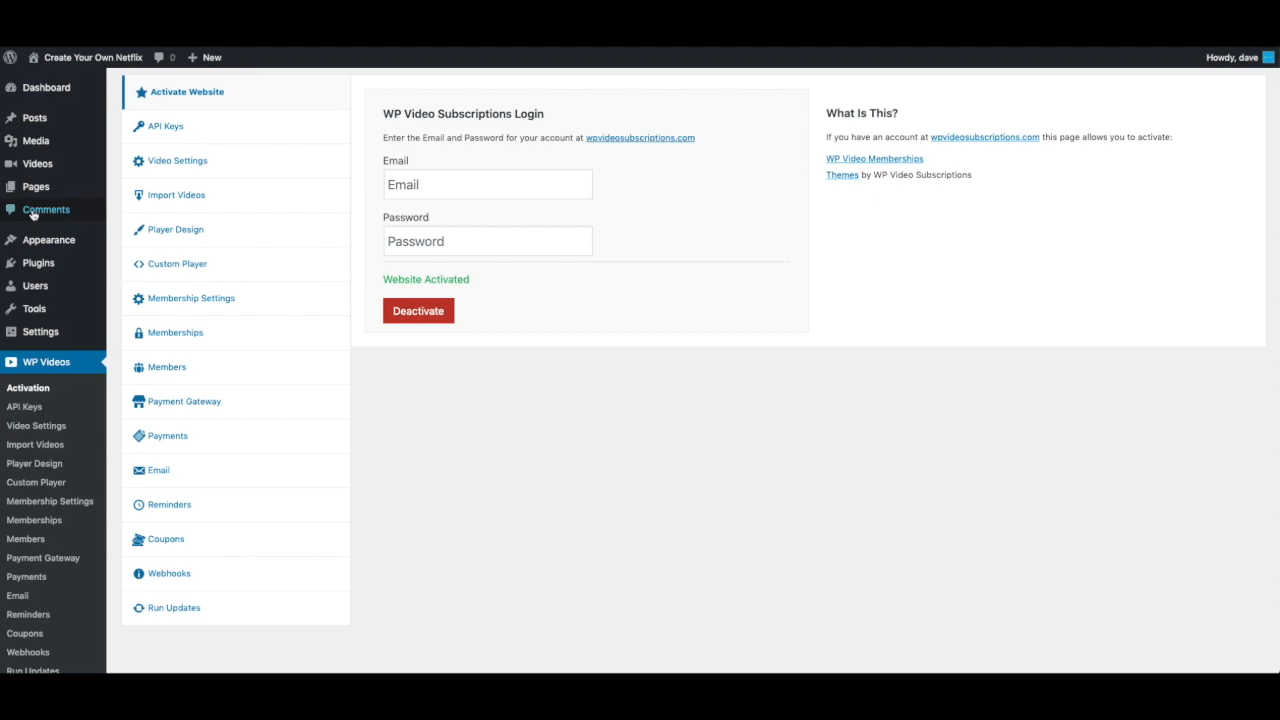 Create Your Own Netflix
0
New
Howdy, dave
Dashboard
Posts
Media
Videos
Pages
Comments
Appearance
Plugins
Users
Tools
Settings
WP Videos
Activation
API Keys
Video Settings
Import Videos
Player Design
Custom Player
Membership Settings
Memberships
Members
Payment Gateway
Payments
Email
Reminders
Coupons
Webhooks
Run Updates
Activate Website
API Keys
Video Settings
Import Videos
Player Design
Custom Player
Membership Settings
Memberships
Members
Payment Gateway
Payments
Email
Reminders
Coupons
Webhooks
Run Updates
WP Video Subscriptions Login
Enter the Email and Password for your account at wpvideosubscriptions.com
Email
Email
Password
Password
Website Activated
Deactivate
What Is This?
If you have an account at wpvideosubscriptions.com this page allows you to activate:
WP Video Memberships
Themes by WP Video Subscriptions